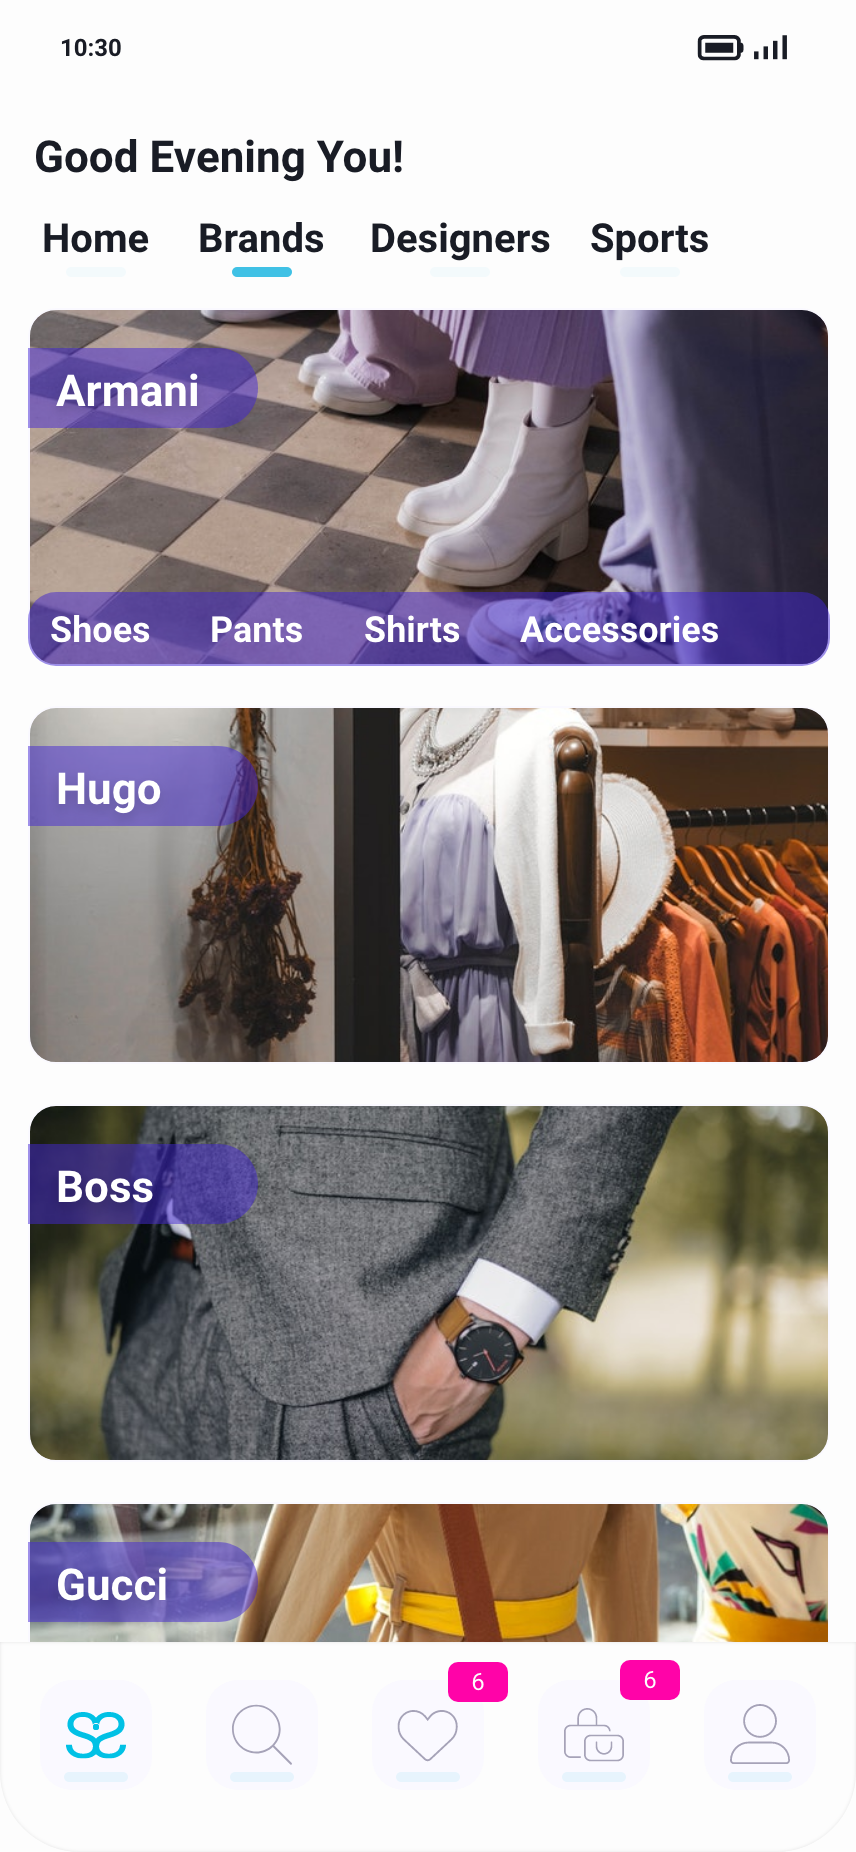 10:30
Good Evening You!
Home Brands Designers Sports
Armani
Shoes Pants Shirts Accessories
Hugo
Boss
Gucci
6 6